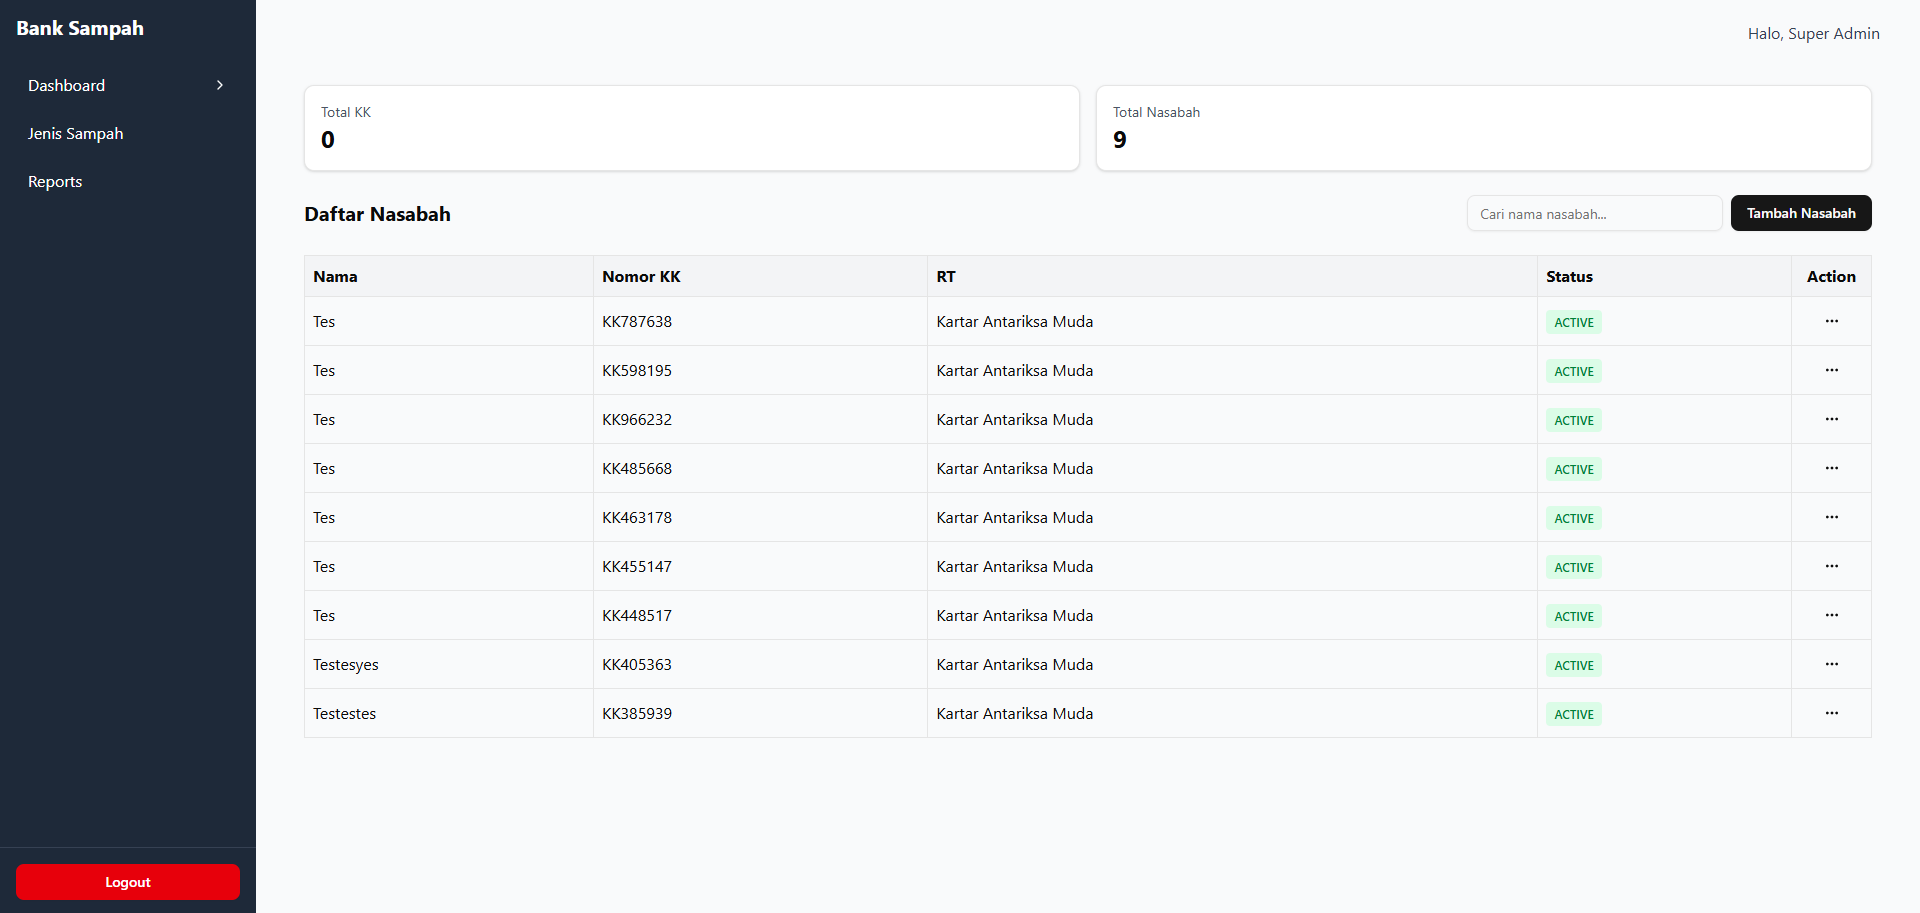 Bank Sampah
Dashboard
Jenis Sampah
Reports
Logout
Halo, Super Admin
Total KK
0
Total Nasabah
9
Daftar Nasabah
Cari nama nasabah...
Tambah Nasabah
Nama Nomor KK RT Status Action
Tes KK787638 Kartar Antariksa Muda ACTIVE ...
Tes KK598195 Kartar Antariksa Muda ACTIVE ...
Tes KK966232 Kartar Antariksa Muda ACTIVE ...
Tes KK485668 Kartar Antariksa Muda ACTIVE ...
Tes KK463178 Kartar Antariksa Muda ACTIVE ...
Tes KK455147 Kartar Antariksa Muda ACTIVE ...
Tes KK448517 Kartar Antariksa Muda ACTIVE ...
Testesyes KK405363 Kartar Antariksa Muda ACTIVE ...
Testestes KK385939 Kartar Antariksa Muda ACTIVE ...